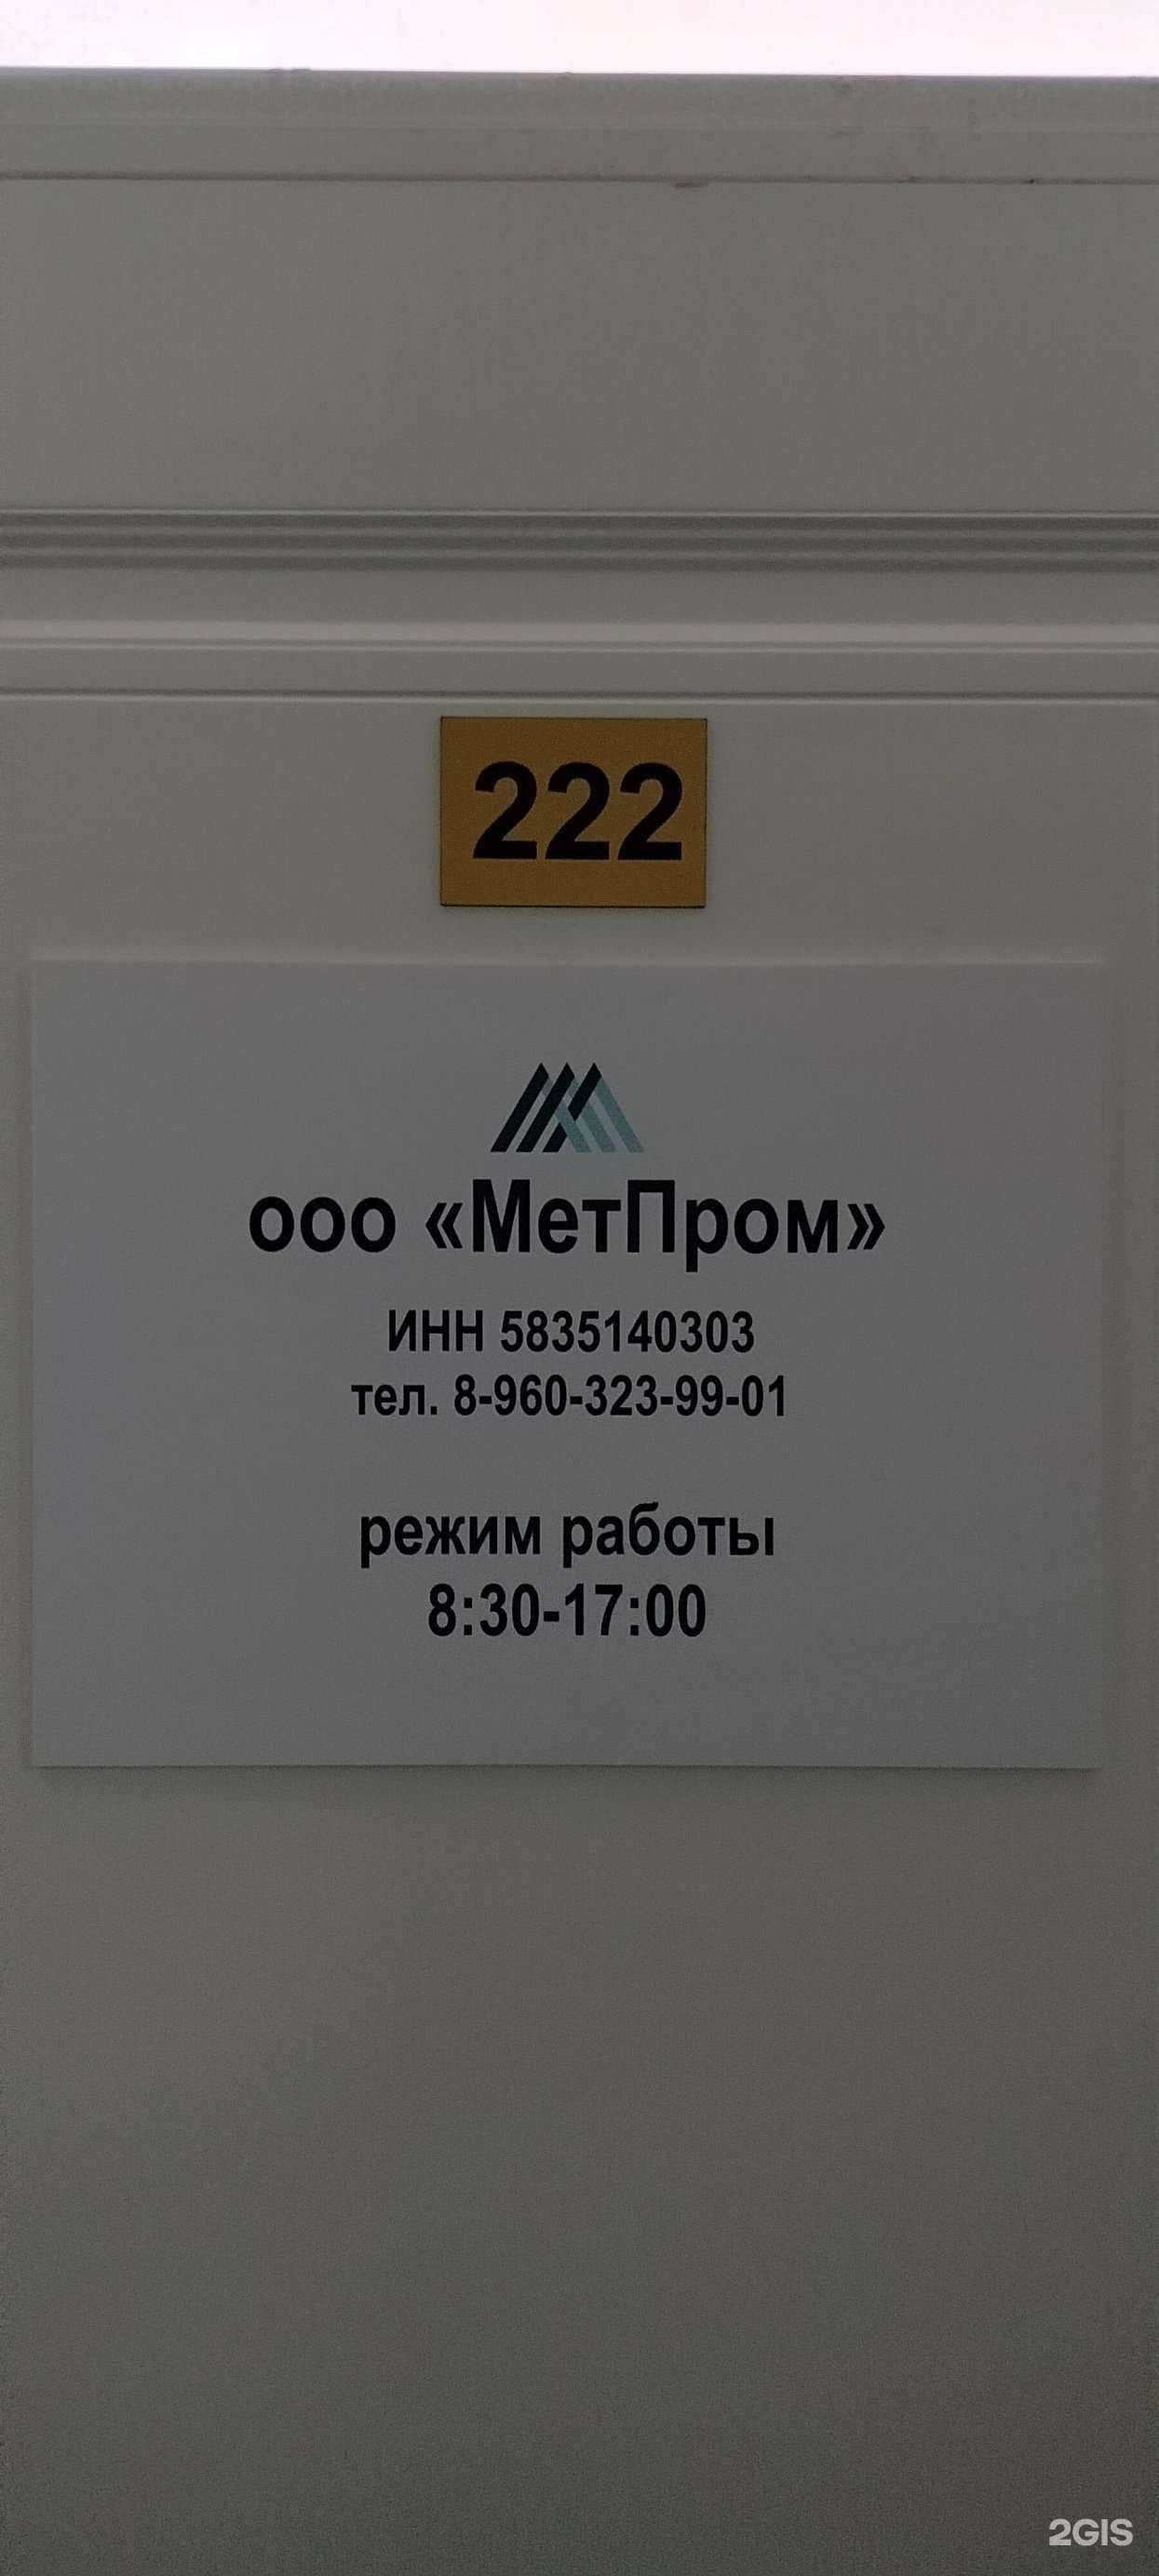 222
ооо «МетПром»
ИНН 5835140303
тел. 8-960-323-99-01
режим работы
8:30-17:00
2GIS